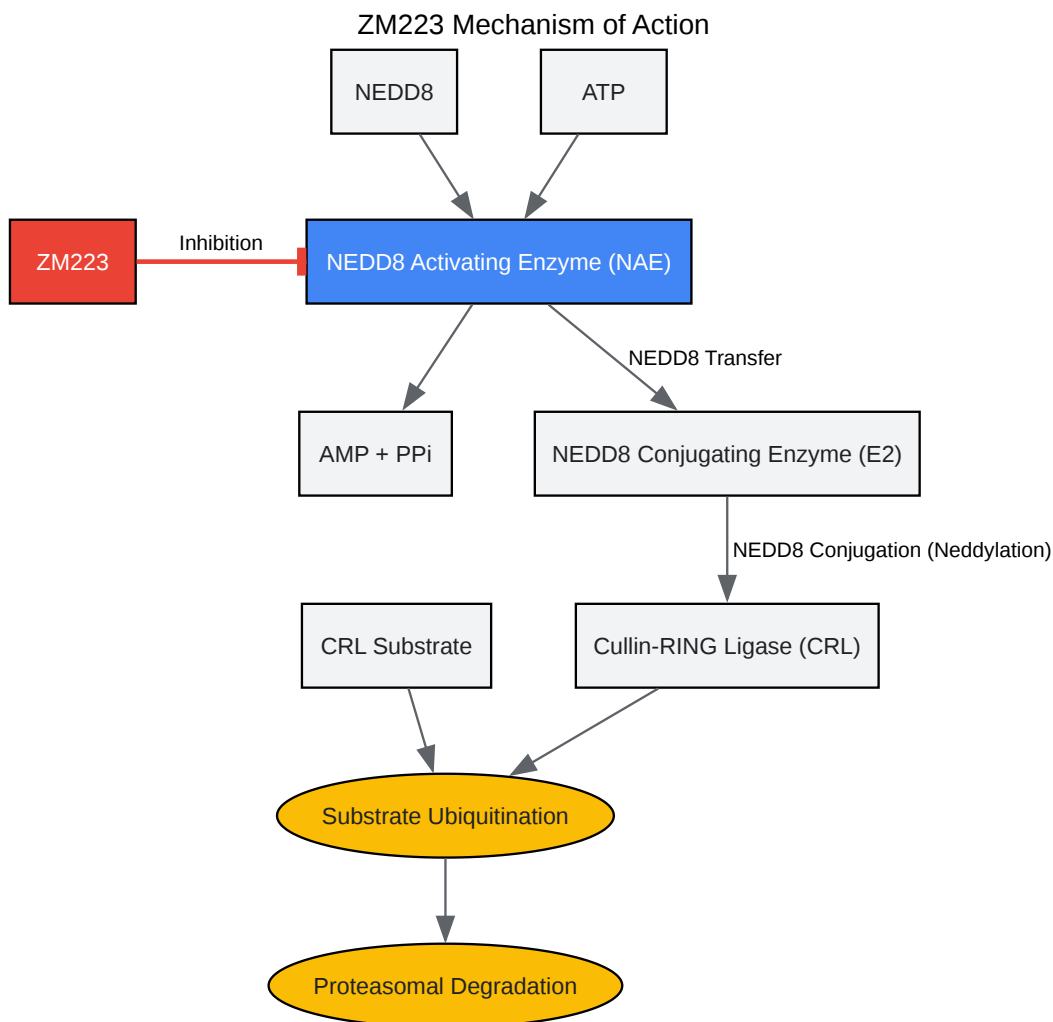 ZM223 Mechanism of Action
NEDD8
ATP
ZM223
Inhibition
NEDD8 Activating Enzyme (NAE)
NEDD8 Transfer
AMP + PPi
NEDD8 Conjugating Enzyme (E2)
NEDD8 Conjugation (Neddylation)
CRL Substrate
Cullin-RING Ligase (CRL)
Substrate Ubiquitination
Proteasomal Degradation